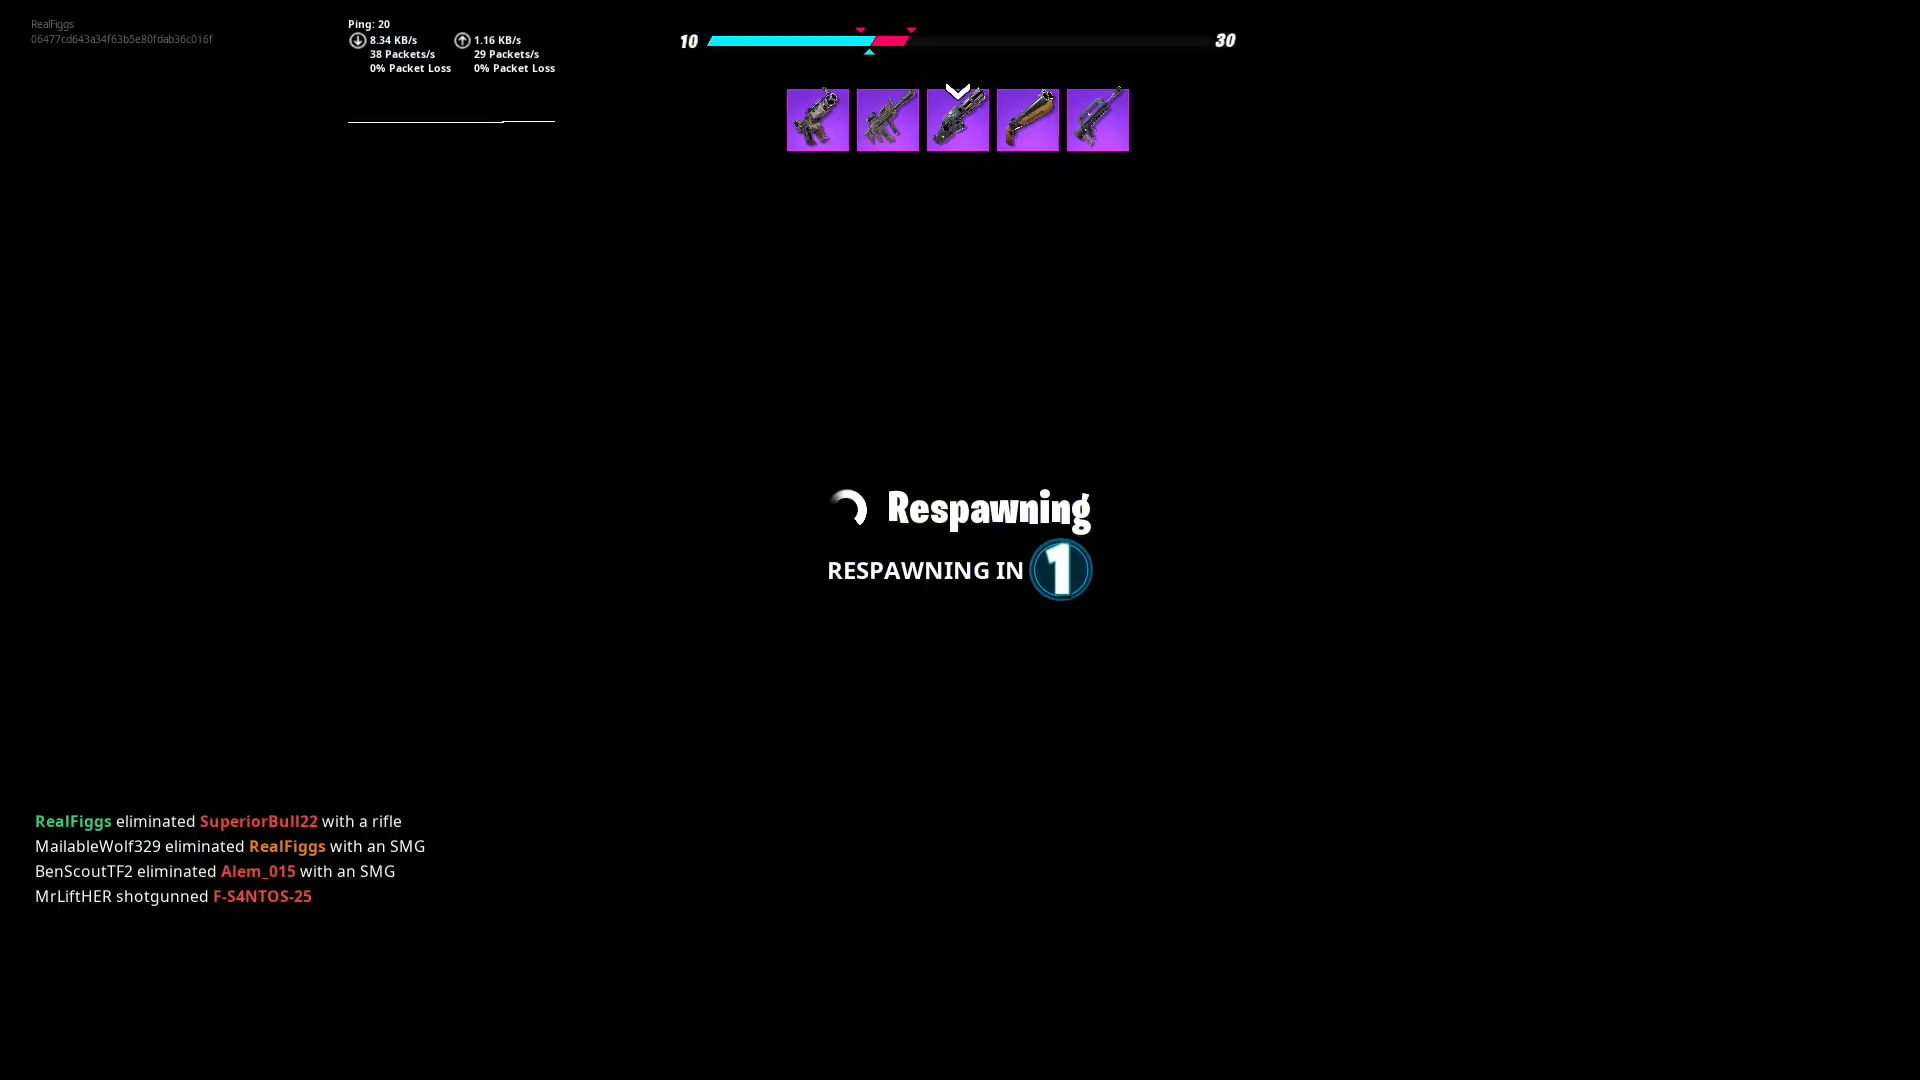 RealFiggs
06477cd643a34f63b5e80fdab36c016f
Ping: 20
8.34 KB/s 1.16 KB/s
38 Packets/s 29 Packets/s
0% Packet Loss 0% Packet Loss
10 30
Respawning
RESPAWNING IN 1
RealFiggs eliminated SuperiorBull22 with a rifle
MailableWolf329 eliminated RealFiggs with an SMG
BenScoutTF2 eliminated Alem_015 with an SMG
MrLiftHER shotgunned F-S4NTOS-25